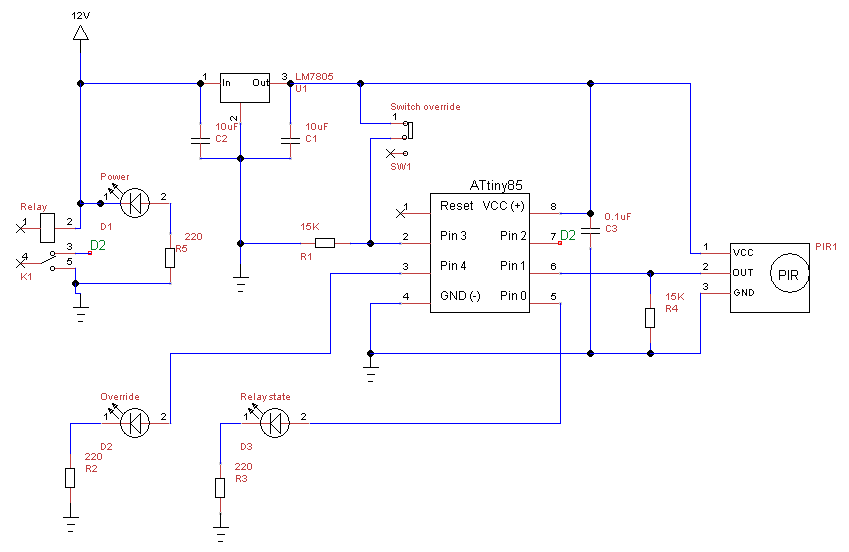 12V
1
In
Out
3
LM7805
U1
2
10uF
C2
10uF
C1
Switch override
1
SW1
Power
1
2
D1
Relay
1
2
3
D2
4
5
K1
220
R5
15K
R1
ATtiny85
1
Reset
VCC (+)
8
2
Pin 3
Pin 2
7
D2
3
Pin 4
Pin 1
6
4
GND (-)
Pin 0
5
0.1uF
C3
PIR1
1
VCC
2
OUT
3
GND
PIR
15K
R4
Override
1
2
D2
220
R2
Relay state
1
2
D3
220
R3